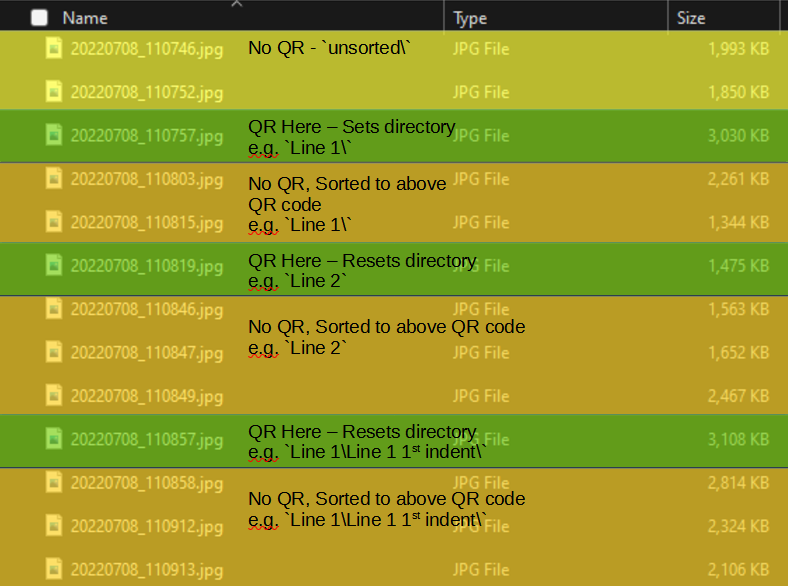 Name Type Size
20220708_110746.jpg No QR - `unsorted\` JPG File 1,993 KB
20220708_110752.jpg JPG File 1,850 KB
QR Here – Sets directory
20220708_110757.jpg JPG File 3,030 KB
e.g. `Line 1\`
20220708_110803.jpg No QR, Sorted to above JPG File 2,261 KB
QR code
20220708_110815.jpg e.g. `Line 1\` JPG File 1,344 KB
QR Here – Resets directory
20220708_110819.jpg JPG File 1,475 KB
e.g. `Line 2`
20220708_110846.jpg JPG File 1,563 KB
No QR, Sorted to above QR code
20220708_110847.jpg e.g. `Line 2` JPG File 1,652 KB
20220708_110849.jpg JPG File 2,467 KB
QR Here – Resets directory
20220708_110857.jpg JPG File 3,108 KB
e.g. `Line 1\Line 1 1st indent\`
20220708_110858.jpg JPG File 2,814 KB
No QR, Sorted to above QR code
20220708_110912.jpg e.g. `Line 1\Line 1 1st indent\` JPG File 2,324 KB
20220708_110913.jpg JPG File 2,106 KB